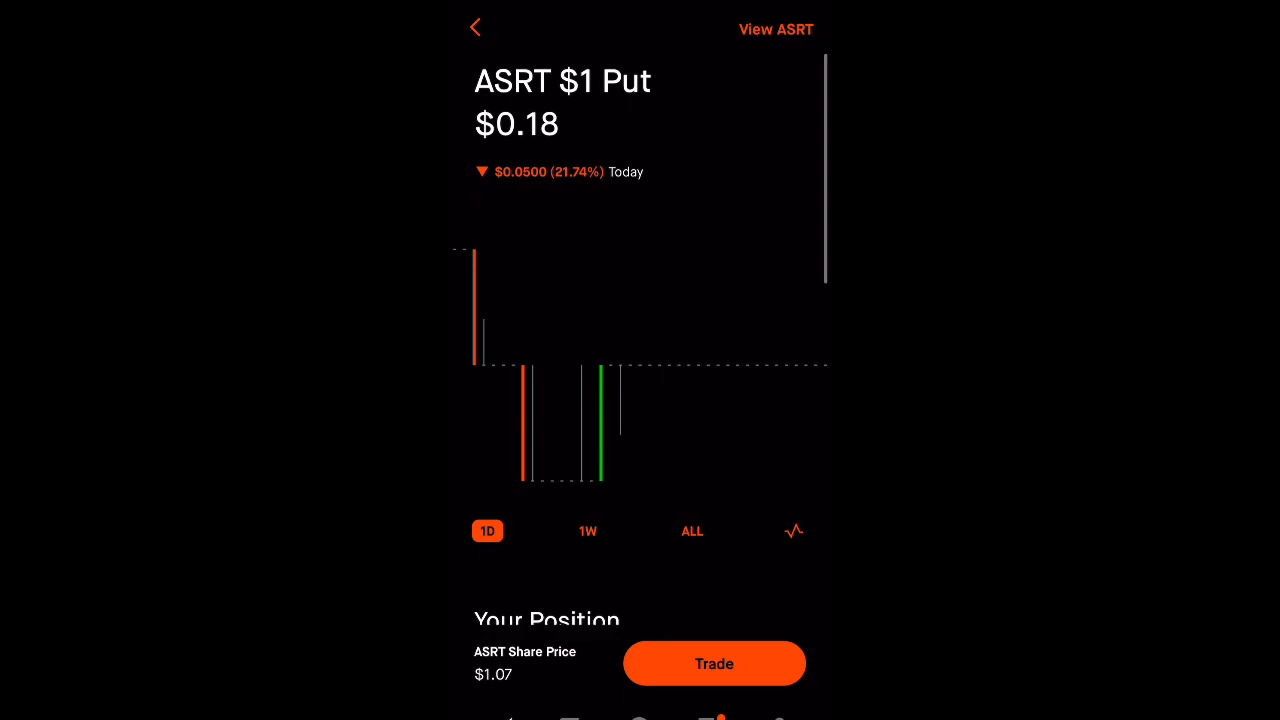 View ASRT
ASRT $1 Put
$0.18
▼ $0.0500 (21.74%) Today
1D 1W ALL
Your Position
ASRT Share Price
$1.07
Trade